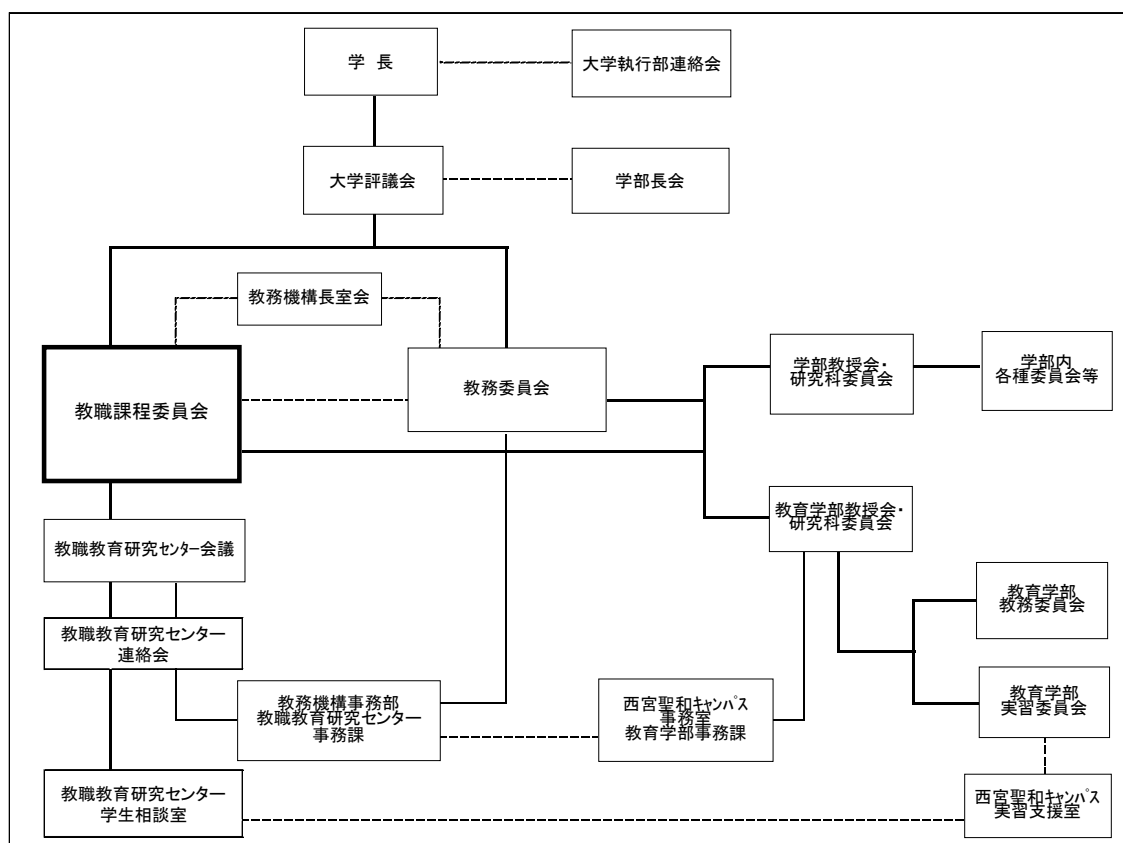 学 長
大学執行部連絡会
大学評議会
学部長会
教務機構長室会
教職課程委員会
教務委員会
学部教授会・
研究科委員会
学部内
各種委員会等
教育学部教授会・
研究科委員会
教職教育研究ｾﾝﾀｰ会議
教育学部
教務委員会
教職教育研究センター
連絡会
教務機構事務部
教職教育研究センター
事務課
西宮聖和ｷｬﾝﾊﾟｽ
事務室
教育学部事務課
教育学部
実習委員会
教職教育研究センター
学生相談室
西宮聖和ｷｬﾝﾊﾟｽ
実習支援室